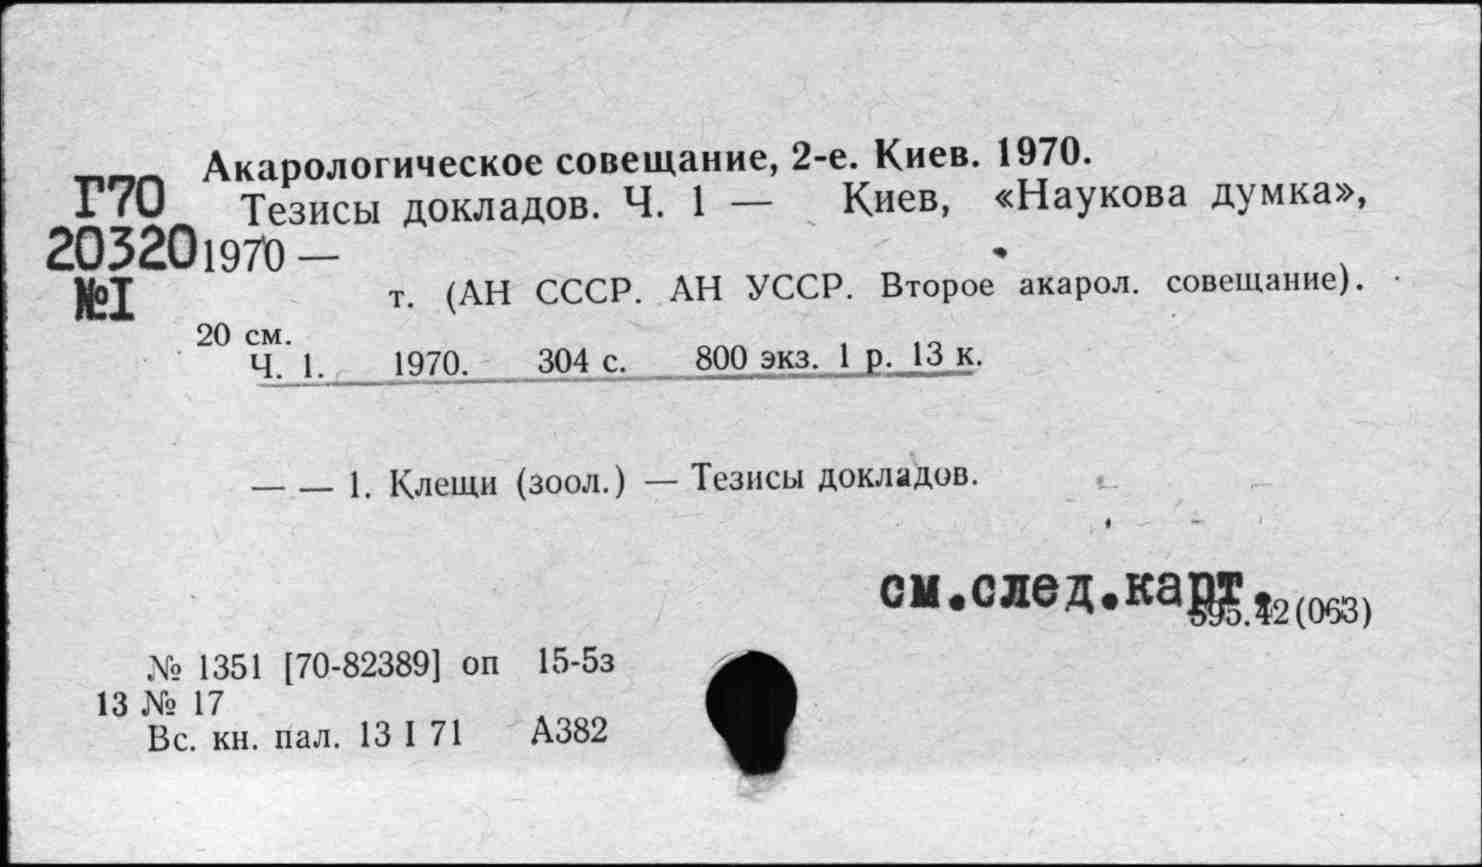 Акарологическое совещание, 2-е. Киев. 1970.
Г70 Тезисы докладов. Ч. 1 — Киев, «Наукова думка»,
20320 1970 —
№I т. (АН СССР. АН УССР. Второе акарол. совещание).
20 см.
Ч. 1. 1970. 304 с. 800 экз. 1 р. 13 к.
— — 1. Клещи (зоол.) — Тезисы докладов.
см.след.карт.
595.42(063)
№ 1351 [70-82389] оп 15-5з
13 № 17
Вс. кн. пал. 13 I 71 А382